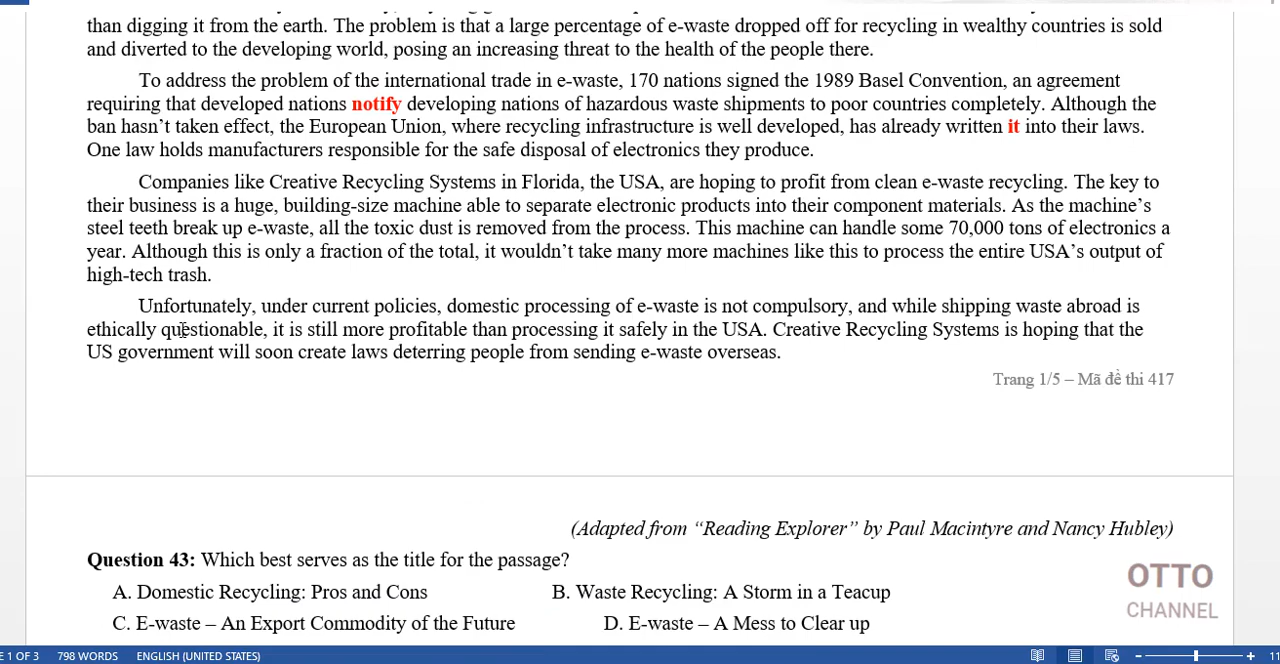 than digging it from the earth. The problem is that a large percentage of e-waste dropped off for recycling in wealthy countries is sold
and diverted to the developing world, posing an increasing threat to the health of the people there.
To address the problem of the international trade in e-waste, 170 nations signed the 1989 Basel Convention, an agreement
requiring that developed nations notify developing nations of hazardous waste shipments to poor countries completely. Although the
ban hasn't taken effect, the European Union, where recycling infrastructure is well developed, has already written it into their laws.
One law holds manufacturers responsible for the safe disposal of electronics they produce.
Companies like Creative Recycling Systems in Florida, the USA, are hoping to profit from clean e-waste recycling. The key to
their business is a huge, building-size machine able to separate electronic products into their component materials. As the machine's
steel teeth break up e-waste, all the toxic dust is removed from the process. This machine can handle some 70,000 tons of electronics a
year. Although this is only a fraction of the total, it wouldn't take many more machines like this to process the entire USA's output of
high-tech trash.
Unfortunately, under current policies, domestic processing of e-waste is not compulsory, and while shipping waste abroad is
ethically questionable, it is still more profitable than processing it safely in the USA. Creative Recycling Systems is hoping that the
US government will soon create laws deterring people from sending e-waste overseas.
Trang 1/5 – Mã đề thi 417
(Adapted from “Reading Explorer” by Paul Macintyre and Nancy Hubley)
Question 43: Which best serves as the title for the passage?
A. Domestic Recycling: Pros and Cons B. Waste Recycling: A Storm in a Teacup
C. E-waste – An Export Commodity of the Future D. E-waste – A Mess to Clear up
OTTO
CHANNEL
E 1 OF 3 798 WORDS ENGLISH (UNITED STATES) 11